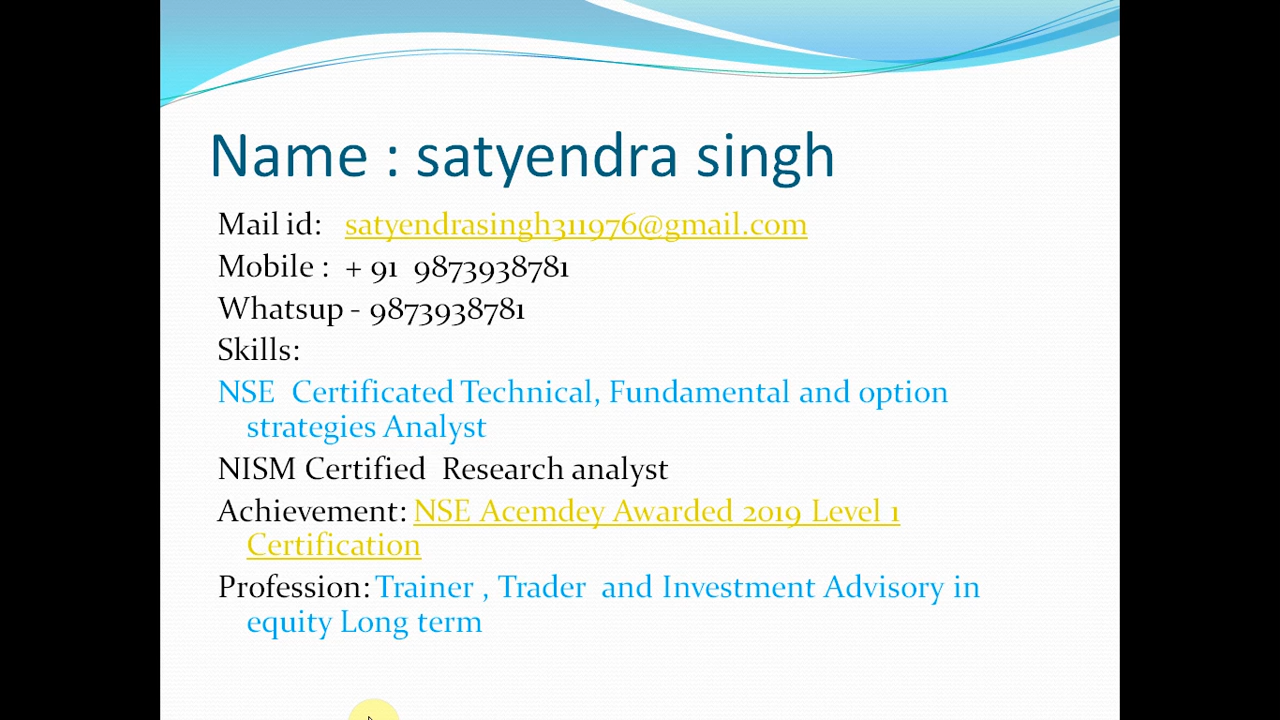 Name : satyendra singh
Mail id: satyendrasingh311976@gmail.com
Mobile : + 91 9873938781
Whatsup - 9873938781
Skills:
NSE Certificated Technical, Fundamental and option
strategies Analyst
NISM Certified Research analyst
Achievement: NSE Acemdey Awarded 2019 Level 1
Certification
Profession: Trainer , Trader and Investment Advisory in
equity Long term